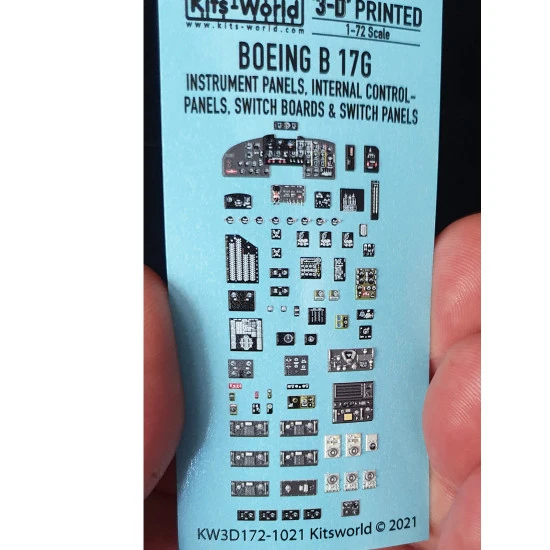 Kits-World
www.kits-world.com
3-D' PRINTED
1-72 Scale
BOEING B 17G
INSTRUMENT PANELS, INTERNAL CONTROL-
PANELS, SWITCH BOARDS & SWITCH PANELS
KW3D172-1021 Kitsworld © 2021